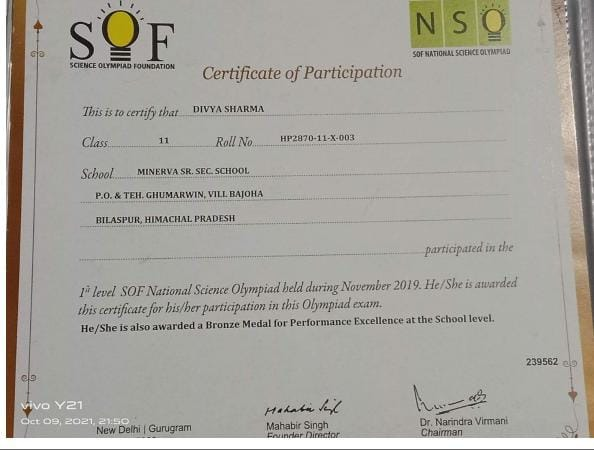 SOF
SCIENCE OLYMPIAD FOUNDATION
NSO
SOF NATIONAL SCIENCE OLYMPIAD
Certificate of Participation
This is to certify that DIVYA SHARMA
Class 11 Roll No HP2870-11-X-003
School MINERVA SR. SEC. SCHOOL
P.O. & TEH. GHUMARWIN, VILL BAJOHA
BILASPUR, HIMACHAL PRADESH
participated in the
1st level SOF National Science Olympiad held during November 2019. He/She is awarded
this certificate for his/her participation in this Olympiad exam.
He/She is also awarded a Bronze Medal for Performance Excellence at the School level.
239562
vivo Y21
Oct 09, 2021, 21:50
Mahabir Singh
New Delhi | Gurugram
Mahabir Singh
Founder Director
Dr. Narindra Virmani
Chairman